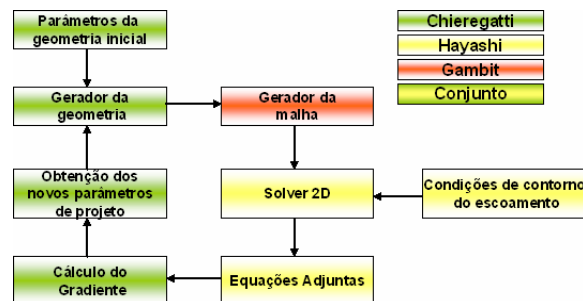 Parâmetros da
geometria inicial
Chieregatti
Hayashi
Gambit
Conjunto
Gerador da
geometria
Gerador da
malha
Obtenção dos
novos parâmetros
de projeto
Solver 2D
Condições de contorno
do escoamento
Cálculo do
Gradiente
Equações Adjuntas